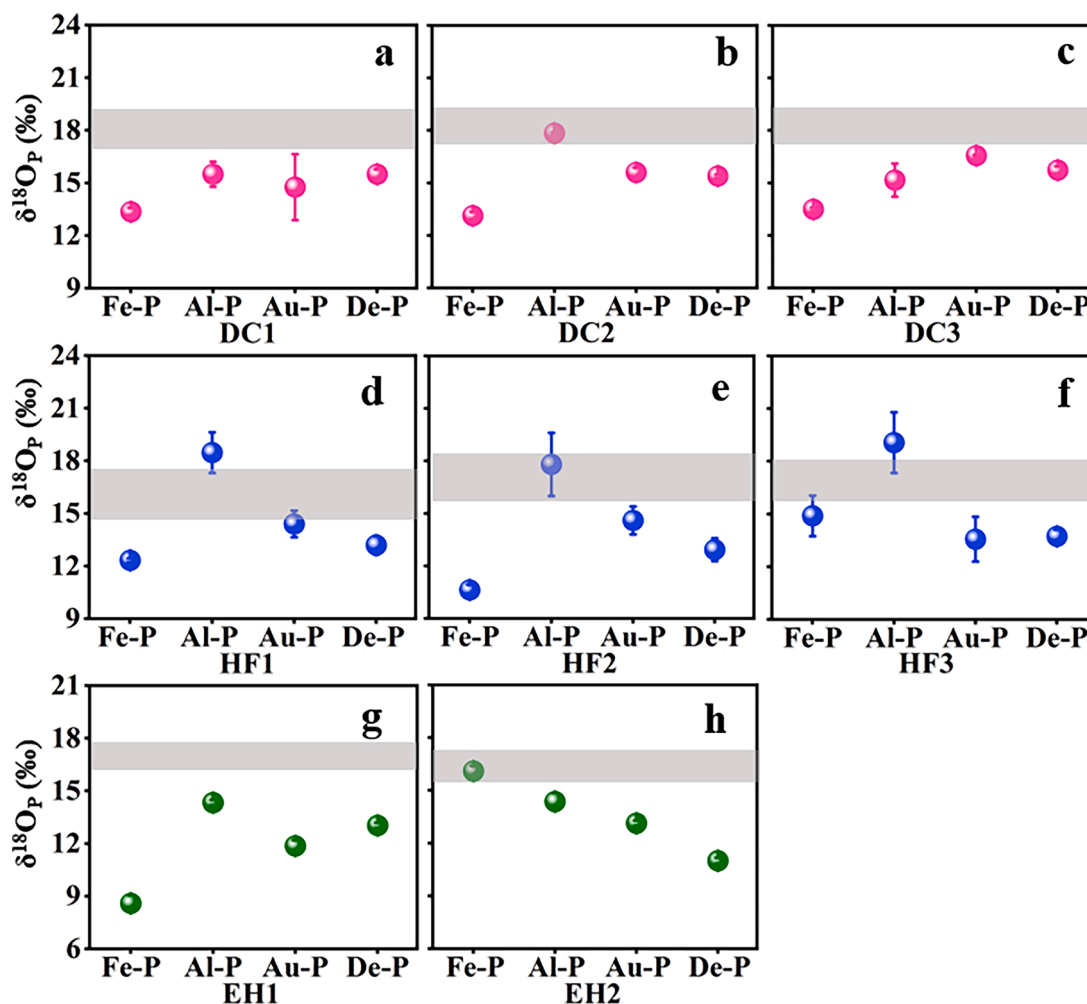 24
21
18
15
12
9
δ¹⁸Oₚ (‰)
a
Fe-P Al-P Au-P De-P
DC1
b
Fe-P Al-P Au-P De-P
DC2
c
Fe-P Al-P Au-P De-P
DC3
24
21
18
15
12
9
δ¹⁸Oₚ (‰)
d
Fe-P Al-P Au-P De-P
HF1
e
Fe-P Al-P Au-P De-P
HF2
f
Fe-P Al-P Au-P De-P
HF3
21
18
15
12
9
6
δ¹⁸Oₚ (‰)
g
Fe-P Al-P Au-P De-P
EH1
h
Fe-P Al-P Au-P De-P
EH2